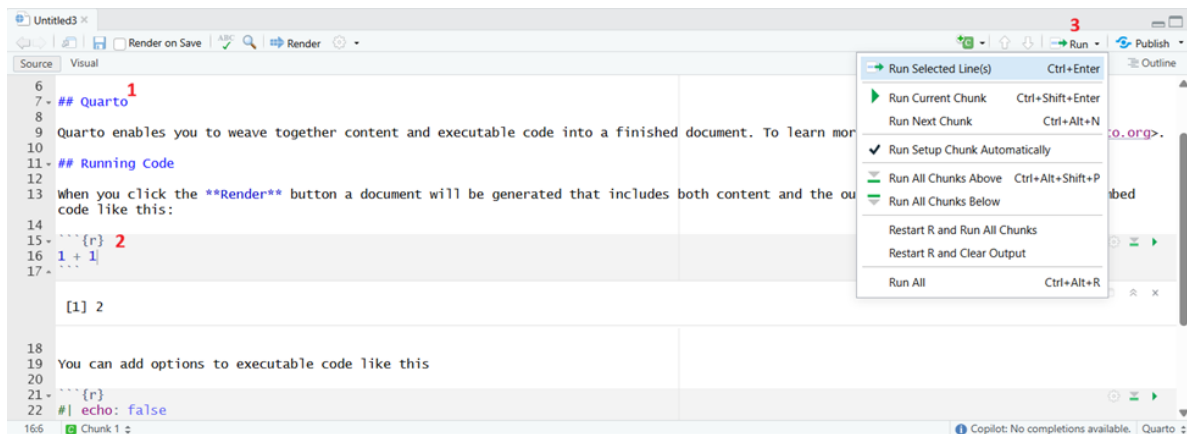 Untitled3
Render on Save ABC Render
3
Run Publish
Source Visual
Outline
Run Selected Line(s) Ctrl+Enter
Run Current Chunk Ctrl+Shift+Enter
Run Next Chunk Ctrl+Alt+N
Run Setup Chunk Automatically
Run All Chunks Above Ctrl+Alt+Shift+P
Run All Chunks Below
Restart R and Run All Chunks
Restart R and Clear Output
Run All Ctrl+Alt+R
6
1
7 ## Quarto
8
9 Quarto enables you to weave together content and executable code into a finished document. To learn mor o.org>.
10
11 ## Running Code
12
13 When you click the **Render** button a document will be generated that includes both content and the ou bed
code like this:
14
15 ```{r} 2
16 1 + 1
17 ```
[1] 2
18
19 You can add options to executable code like this
20
21 ```{r}
22 #| echo: false
16:6 C Chunk 1 Copilot: No completions available. Quarto